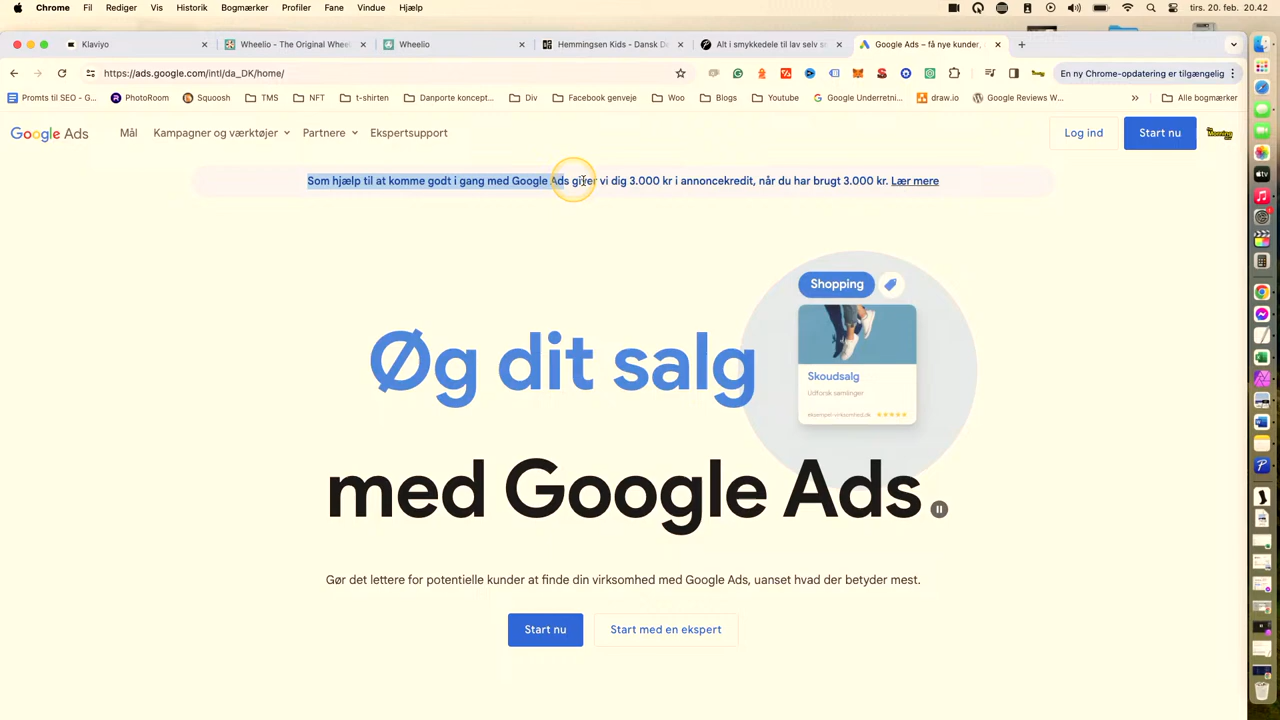 Chrome Fil Rediger Vis Historik Bogmærker Profiler Fane Vindue Hjælp tirs. 20. feb. 20.42
Klaviyo Wheelio - The Original Whee Wheelio Hemmingsen Kids - Dansk De Alt i smykkedele til lav selv s Google Ads – få nye kunder,
https://ads.google.com/intl/da_DK/home/ En ny Chrome-opdatering er tilgængelig
Promts til SEO - G... PhotoRoom Squoosh TMS NFT t-shirten Danporte koncept... Div Facebook genveje Woo Blogs Youtube Google Underretni... draw.io Google Reviews W... » Alle bogmærker
Google Ads Mål Kampagner og værktøjer Partnere Ekspertsupport Log ind Start nu
Som hjælp til at komme godt i gang med Google Ads giver vi dig 3.000 kr i annoncekredit, når du har brugt 3.000 kr. Lær mere
Shopping
Øg dit salg
Skoudsalg
Udforsk samlinger
eksempel-virksomhed.dk
med Google Ads
Gør det lettere for potentielle kunder at finde din virksomhed med Google Ads, uanset hvad der betyder mest.
Start nu Start med en ekspert